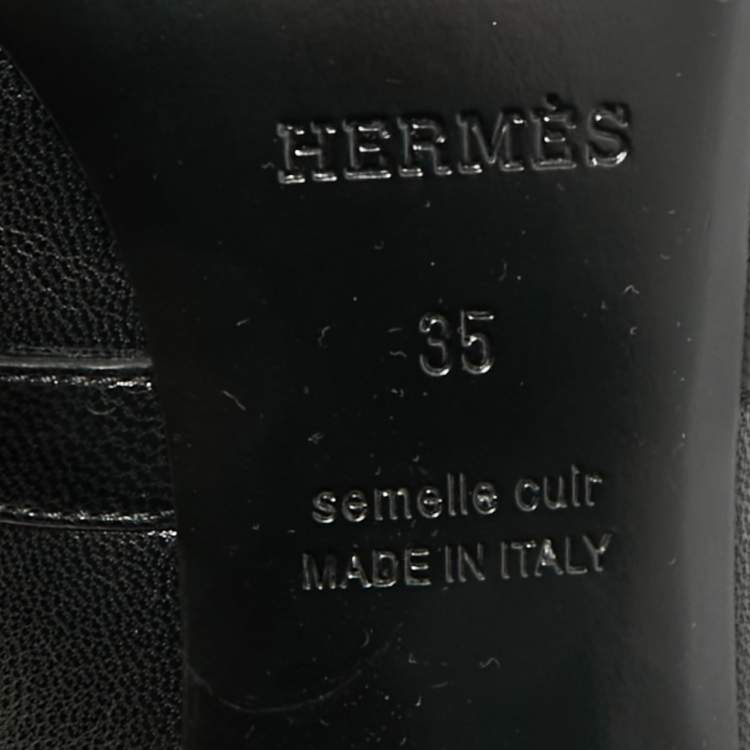 HERMÈS
35
semelle cuir
MADE IN ITALY